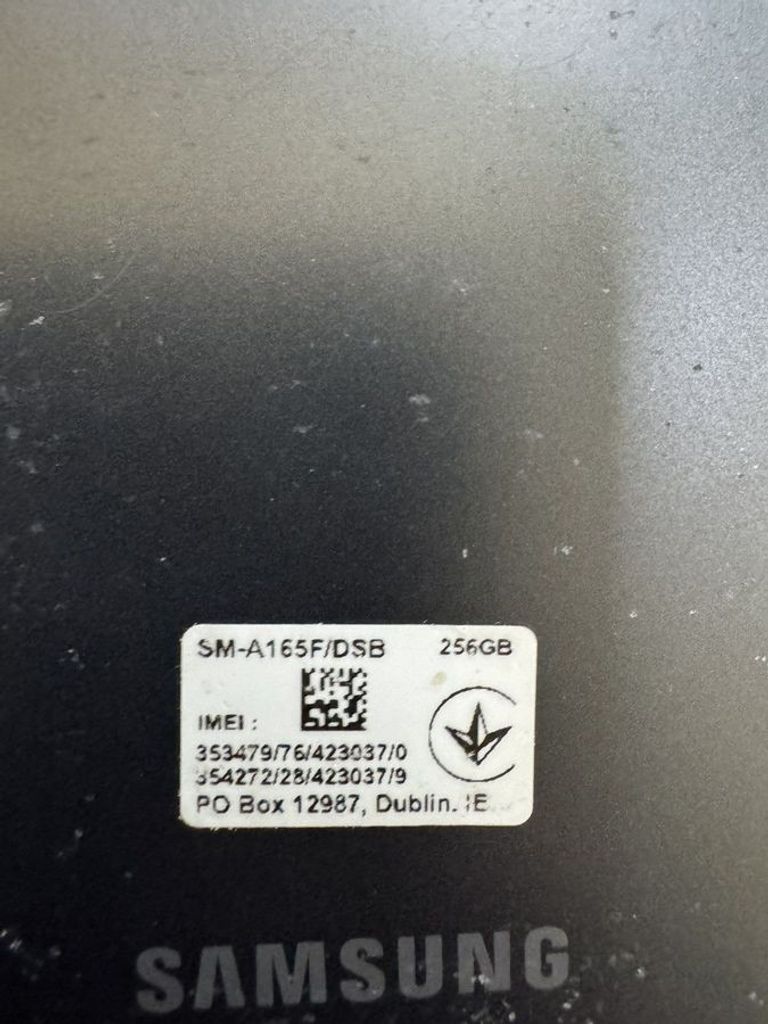 SM-A165F/DSB 256GB
IMEI :
353479/76/423037/0
354272/28/423037/9
PO Box 12987, Dublin. IE
SAMSUNG